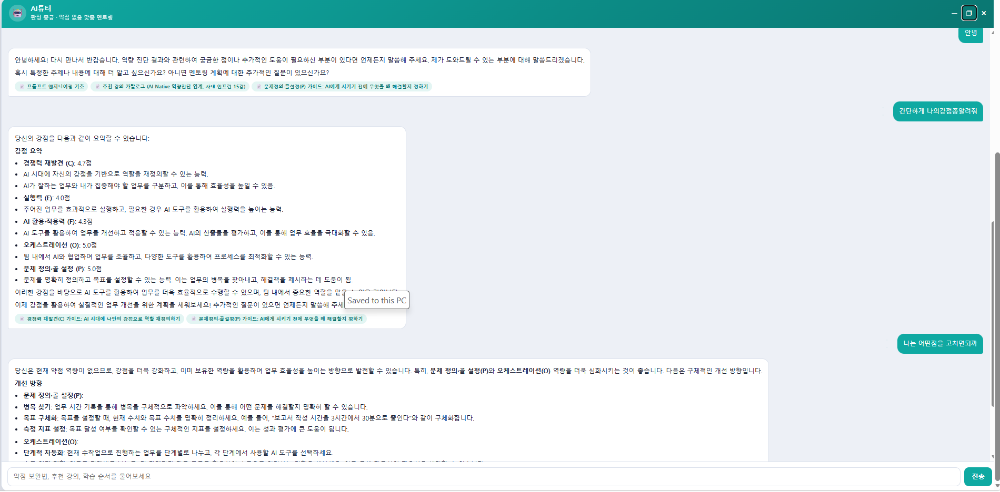 AI튜터
판정 중급 · 약점 없음 맞춤 멘토링
안녕
안녕하세요! 다시 만나서 반갑습니다. 역량 진단 결과와 관련하여 궁금한 점이나 추가적인 도움이 필요하신 부분이 있다면 언제든지 말씀해 주세요. 제가 도와드릴 수 있는 부분에 대해 말씀드리겠습니다.
혹시 특정한 주제나 내용에 대해 더 알고 싶으신가요? 아니면 멘토링 계획에 대한 추가적인 질문이 있으신가요?
프롬프트 엔지니어링 기초
추천 강의 카탈로그 (AI Native 역량진단 연계, 사내 인프런 15강)
문제정의·골설정(P) 가이드: AI에게 시키기 전에 무엇을 왜 해결할지 정하기
간단하게 나의강점좀알려줘
당신의 강점을 다음과 같이 요약할 수 있습니다:
강점 요약
• 경쟁력 재발견 (C): 4.7점
• AI 시대에 자신의 강점을 기반으로 역할을 재정의할 수 있는 능력.
• AI가 잘하는 업무와 내가 집중해야 할 업무를 구분하고, 이를 통해 효율성을 높일 수 있음.
• 실행력 (E): 4.0점
• 주어진 업무를 효과적으로 실행하고, 필요한 경우 AI 도구를 활용하여 실행력을 높이는 능력.
• AI 활용·적응력 (F): 4.3점
• AI 도구를 활용하여 업무를 개선하고 적응할 수 있는 능력. AI의 산출물을 평가하고, 이를 통해 업무 효율을 극대화할 수 있음.
• 오케스트레이션 (O): 5.0점
• 팀 내에서 AI와 협업하여 업무를 조율하고, 다양한 도구를 활용하여 프로세스를 최적화할 수 있는 능력.
• 문제 정의·골 설정 (P): 5.0점
• 문제를 명확히 정의하고 목표를 설정할 수 있는 능력. 이는 업무의 병목을 찾아내고, 해결책을 제시하는 데 도움이 됨.
이러한 강점을 바탕으로 AI 도구를 활용하여 업무를 더욱 효율적으로 수행할 수 있으며, 팀 내에서 중요한 역할을 맡을
이제 강점을 활용하여 실질적인 업무 개선을 위한 계획을 세워보세요! 추가적인 질문이 있으면 언제든지 말씀해 주세
Saved to this PC
경쟁력 재발견(C) 가이드: AI 시대에 나만의 강점으로 역할 재정의하기
문제정의·골설정(P) 가이드: AI에게 시키기 전에 무엇을 왜 해결할지 정하기
나는 어떤점을 고치면되까
당신은 현재 약점 역량이 없으므로, 강점을 더욱 강화하고, 이미 보유한 역량을 활용하여 업무 효율성을 높이는 방향으로 발전할 수 있습니다. 특히, 문제 정의·골 설정(P)와 오케스트레이션(O) 역량을 더욱 심화시키는 것이 좋습니다. 다음은 구체적인 개선 방향입니다.
개선 방향
• 문제 정의·골 설정(P):
• 병목 찾기: 업무 시간 기록을 통해 병목을 구체적으로 파악하세요. 이를 통해 어떤 문제를 해결할지 명확히 할 수 있습니다.
• 목표 구체화: 목표를 설정할 때, 현재 수치와 목표 수치를 명확히 정리하세요. 예를 들어, "보고서 작성 시간을 3시간에서 30분으로 줄인다"와 같이 구체화합니다.
• 측정 지표 설정: 목표 달성 여부를 확인할 수 있는 구체적인 지표를 설정하세요. 이는 성과 평가에 큰 도움이 됩니다.
• 오케스트레이션(O):
• 단계적 자동화: 현재 수작업으로 진행하는 업무를 단계별로 나누고, 각 단계에서 사용할 AI 도구를 선택하세요.
약점 보완법, 추천 강의, 학습 순서를 물어보세요
전송